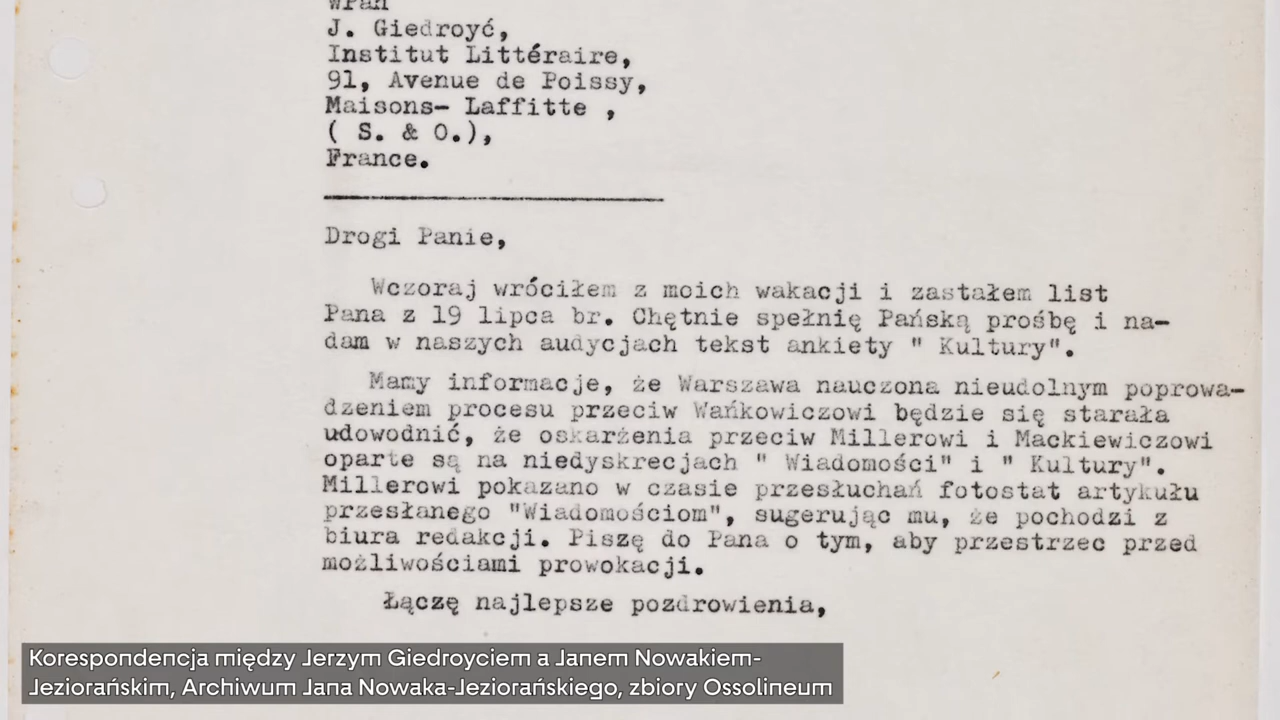 WPan
J. Giedroyć,
Institut Littéraire,
91, Avenue de Poissy,
Maisons- Laffitte ,
( S. & O.),
France.
Drogi Panie,
Wczoraj wróciłem z moich wakacji i zastałem list
Pana z 19 lipca br. Chętnie spełnię Pańską prośbę i na-
dam w naszych audycjach tekst ankiety " Kultury".
Mamy informacje, że Warszawa nauczona nieudolnym poprowa-
dzeniem procesu przeciw Wańkowiczowi będzie się starała
udowodnić, że oskarżenia przeciw Millerowi i Mackiewiczowi
oparte są na niedyskrecjach " Wiadomości" i " Kultury".
Millerowi pokazano w czasie przesłuchań fotostat artykułu
przesłanego "Wiadomościom", sugerując mu, że pochodzi z
biura redakcji. Piszę do Pana o tym, aby przestrzec przed
możliwościami prowokacji.
Łączę najlepsze pozdrowienia,
Korespondencja między Jerzym Giedroyciem a Janem Nowakiem-
Jeziorańskim, Archiwum Jana Nowaka-Jeziorańskiego, zbiory Ossolineum